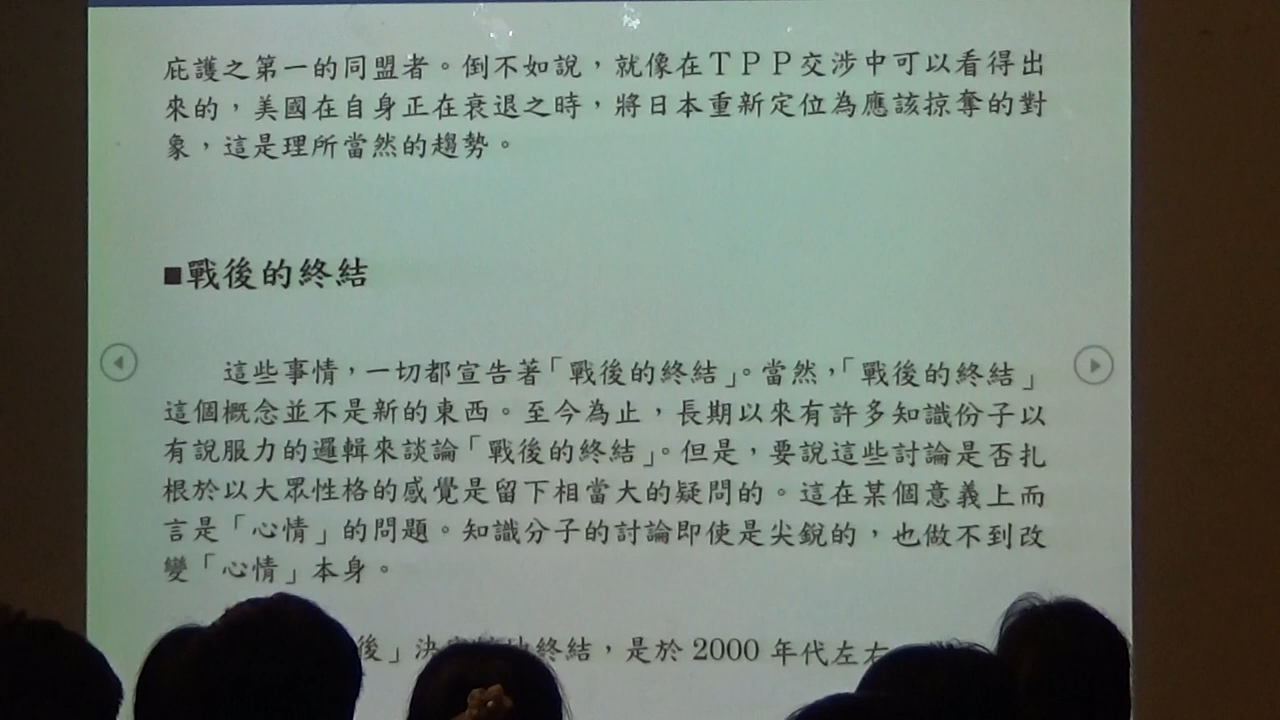 庇護之第一的同盟者。倒不如說，就像在ＴＰＰ交涉中可以看得出
來的，美國在自身正在衰退之時，將日本重新定位為應該掠奪的對
象，這是理所當然的趨勢。
■戰後的終結
這些事情，一切都宣告著「戰後的終結」。當然，「戰後的終結」
這個概念並不是新的東西。至今為止，長期以來有許多知識份子以
有說服力的邏輯來談論「戰後的終結」。但是，要說這些討論是否扎
根於以大眾性格的感覺是留下相當大的疑問的。這在某個意義上而
言是「心情」的問題。知識分子的討論即使是尖銳的，也做不到改
變「心情」本身。
後」決 終結，是於 2000 年代左右